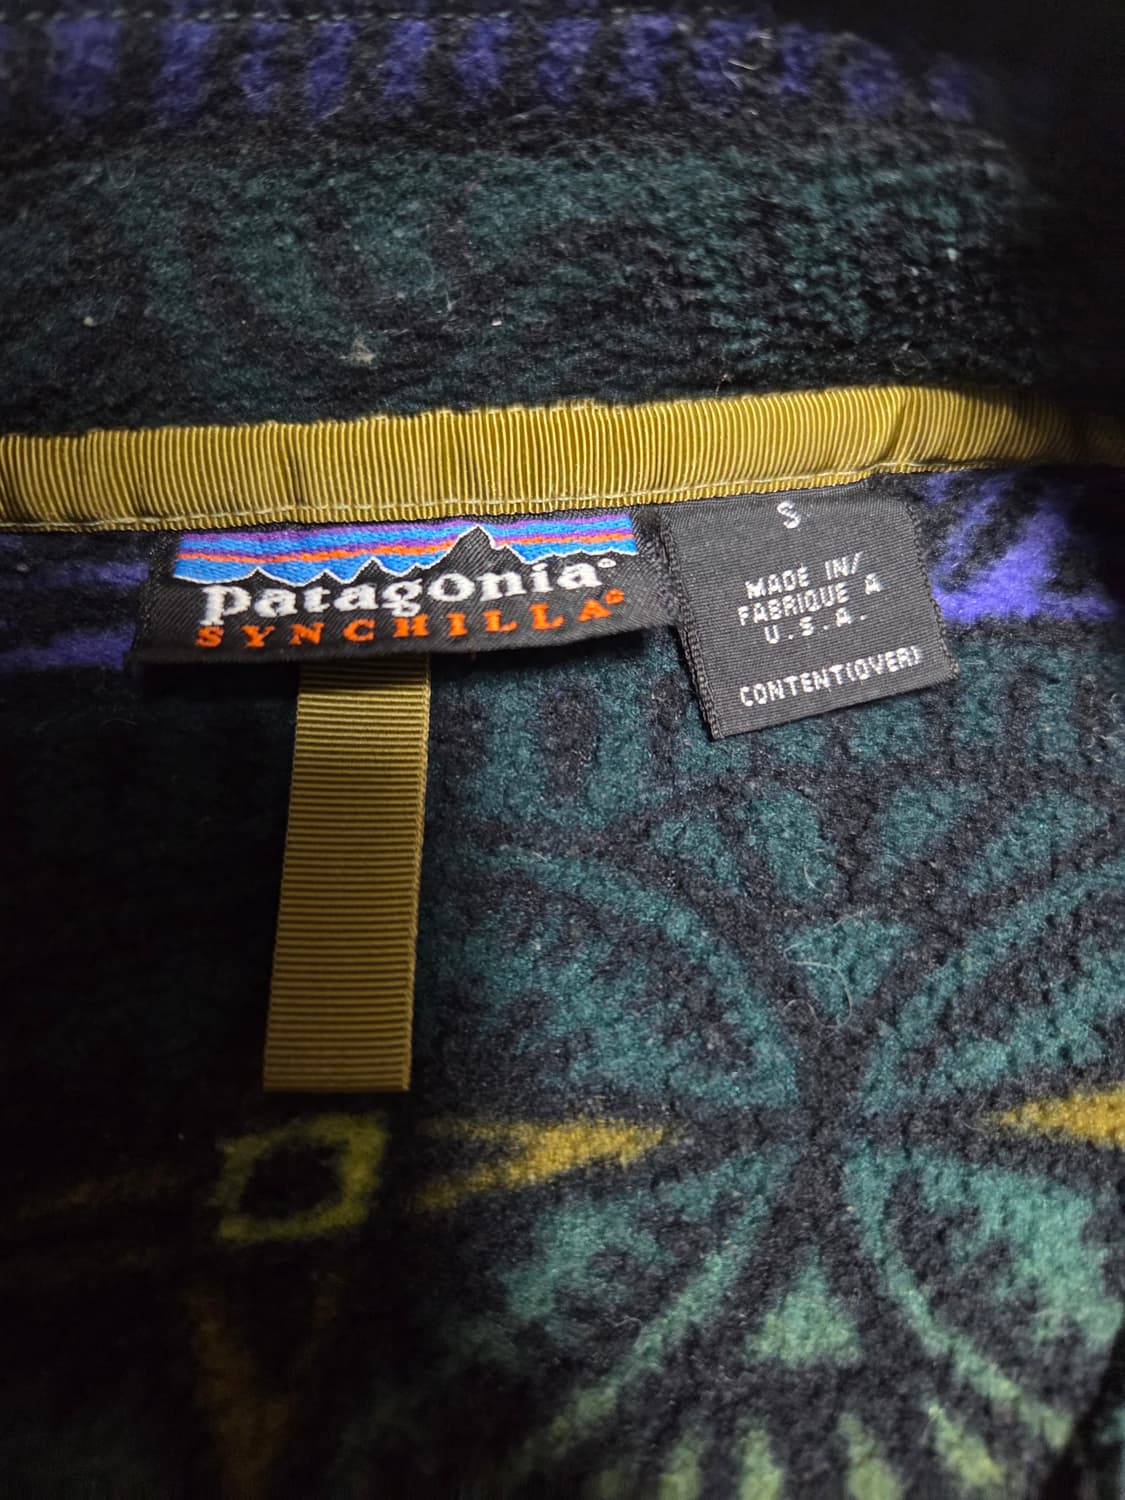 patagonia®
SYNCHILLA®
S
MADE IN/
FABRIQUE A
U.S.A.
CONTENT(OVER)